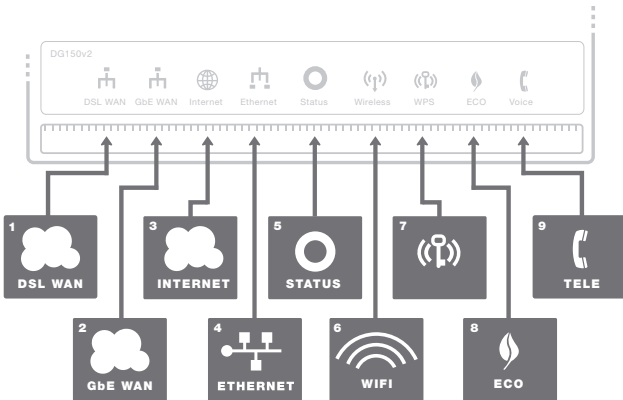 DG150v2
DSL WAN GbE WAN Internet Ethernet Status Wireless WPS ECO Voice
1
DSL WAN
3
INTERNET
5
STATUS
7
9
TELE
2
GbE WAN
4
ETHERNET
6
WIFI
8
ECO